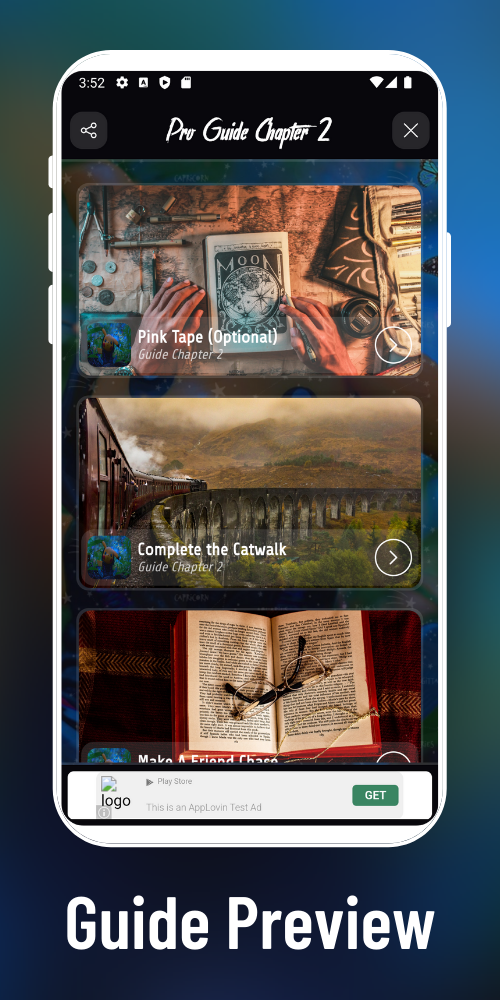 3:52
Pro Guide Chapter 2
MOON
Pink Tape (Optional)
Guide Chapter 2
Complete the Catwalk
Guide Chapter 2
Make A Friend Chase
logo
Play Store
This is an AppLovin Test Ad
GET
Guide Preview